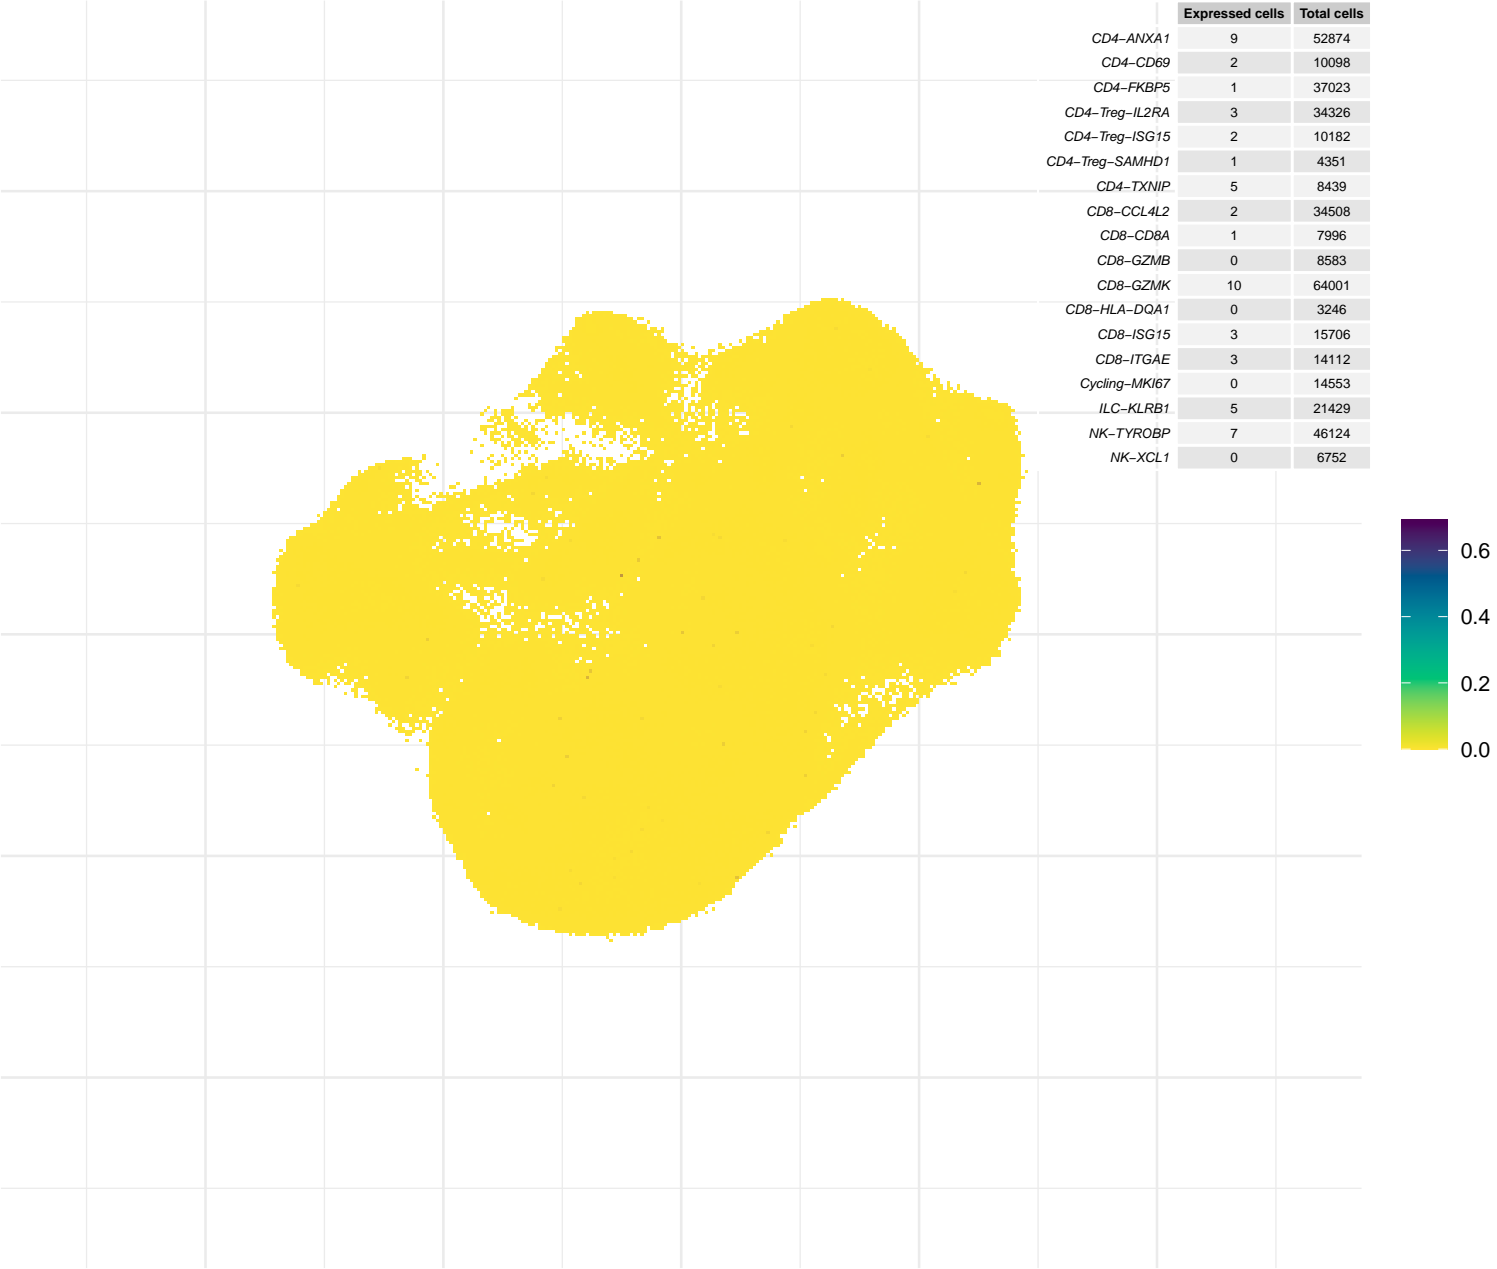 Expressed cells Total cells
CD4−ANXA1 9 52874
CD4−CD69 2 10098
CD4−FKBP5 1 37023
CD4−Treg−IL2RA 3 34326
CD4−Treg−ISG15 2 10182
CD4−Treg−SAMHD1 1 4351
CD4−TXNIP 5 8439
CD8−CCL4L2 2 34508
CD8−CD8A 1 7996
CD8−GZMB 0 8583
CD8−GZMK 10 64001
CD8−HLA−DQA1 0 3246
CD8−ISG15 3 15706
CD8−ITGAE 3 14112
Cycling−MKI67 0 14553
ILC−KLRB1 5 21429
NK−TYROBP 7 46124
NK−XCL1 0 6752
0.6
0.4
0.2
0.0